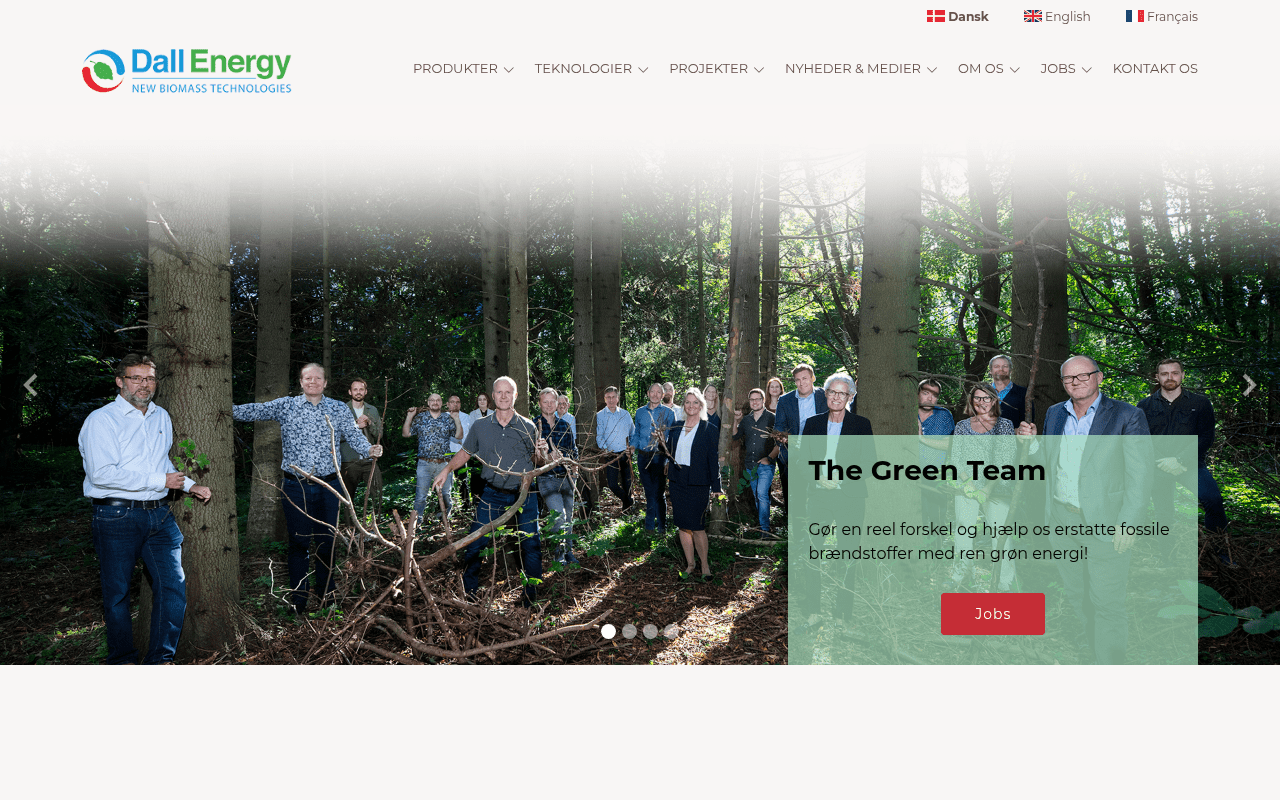 Dansk English Français
Dall Energy
NEW BIOMASS TECHNOLOGIES
PRODUKTER TEKNOLOGIER PROJEKTER NYHEDER & MEDIER OM OS JOBS KONTAKT OS
The Green Team
Gør en reel forskel og hjælp os erstatte fossile
brændstoffer med ren grøn energi!
Jobs